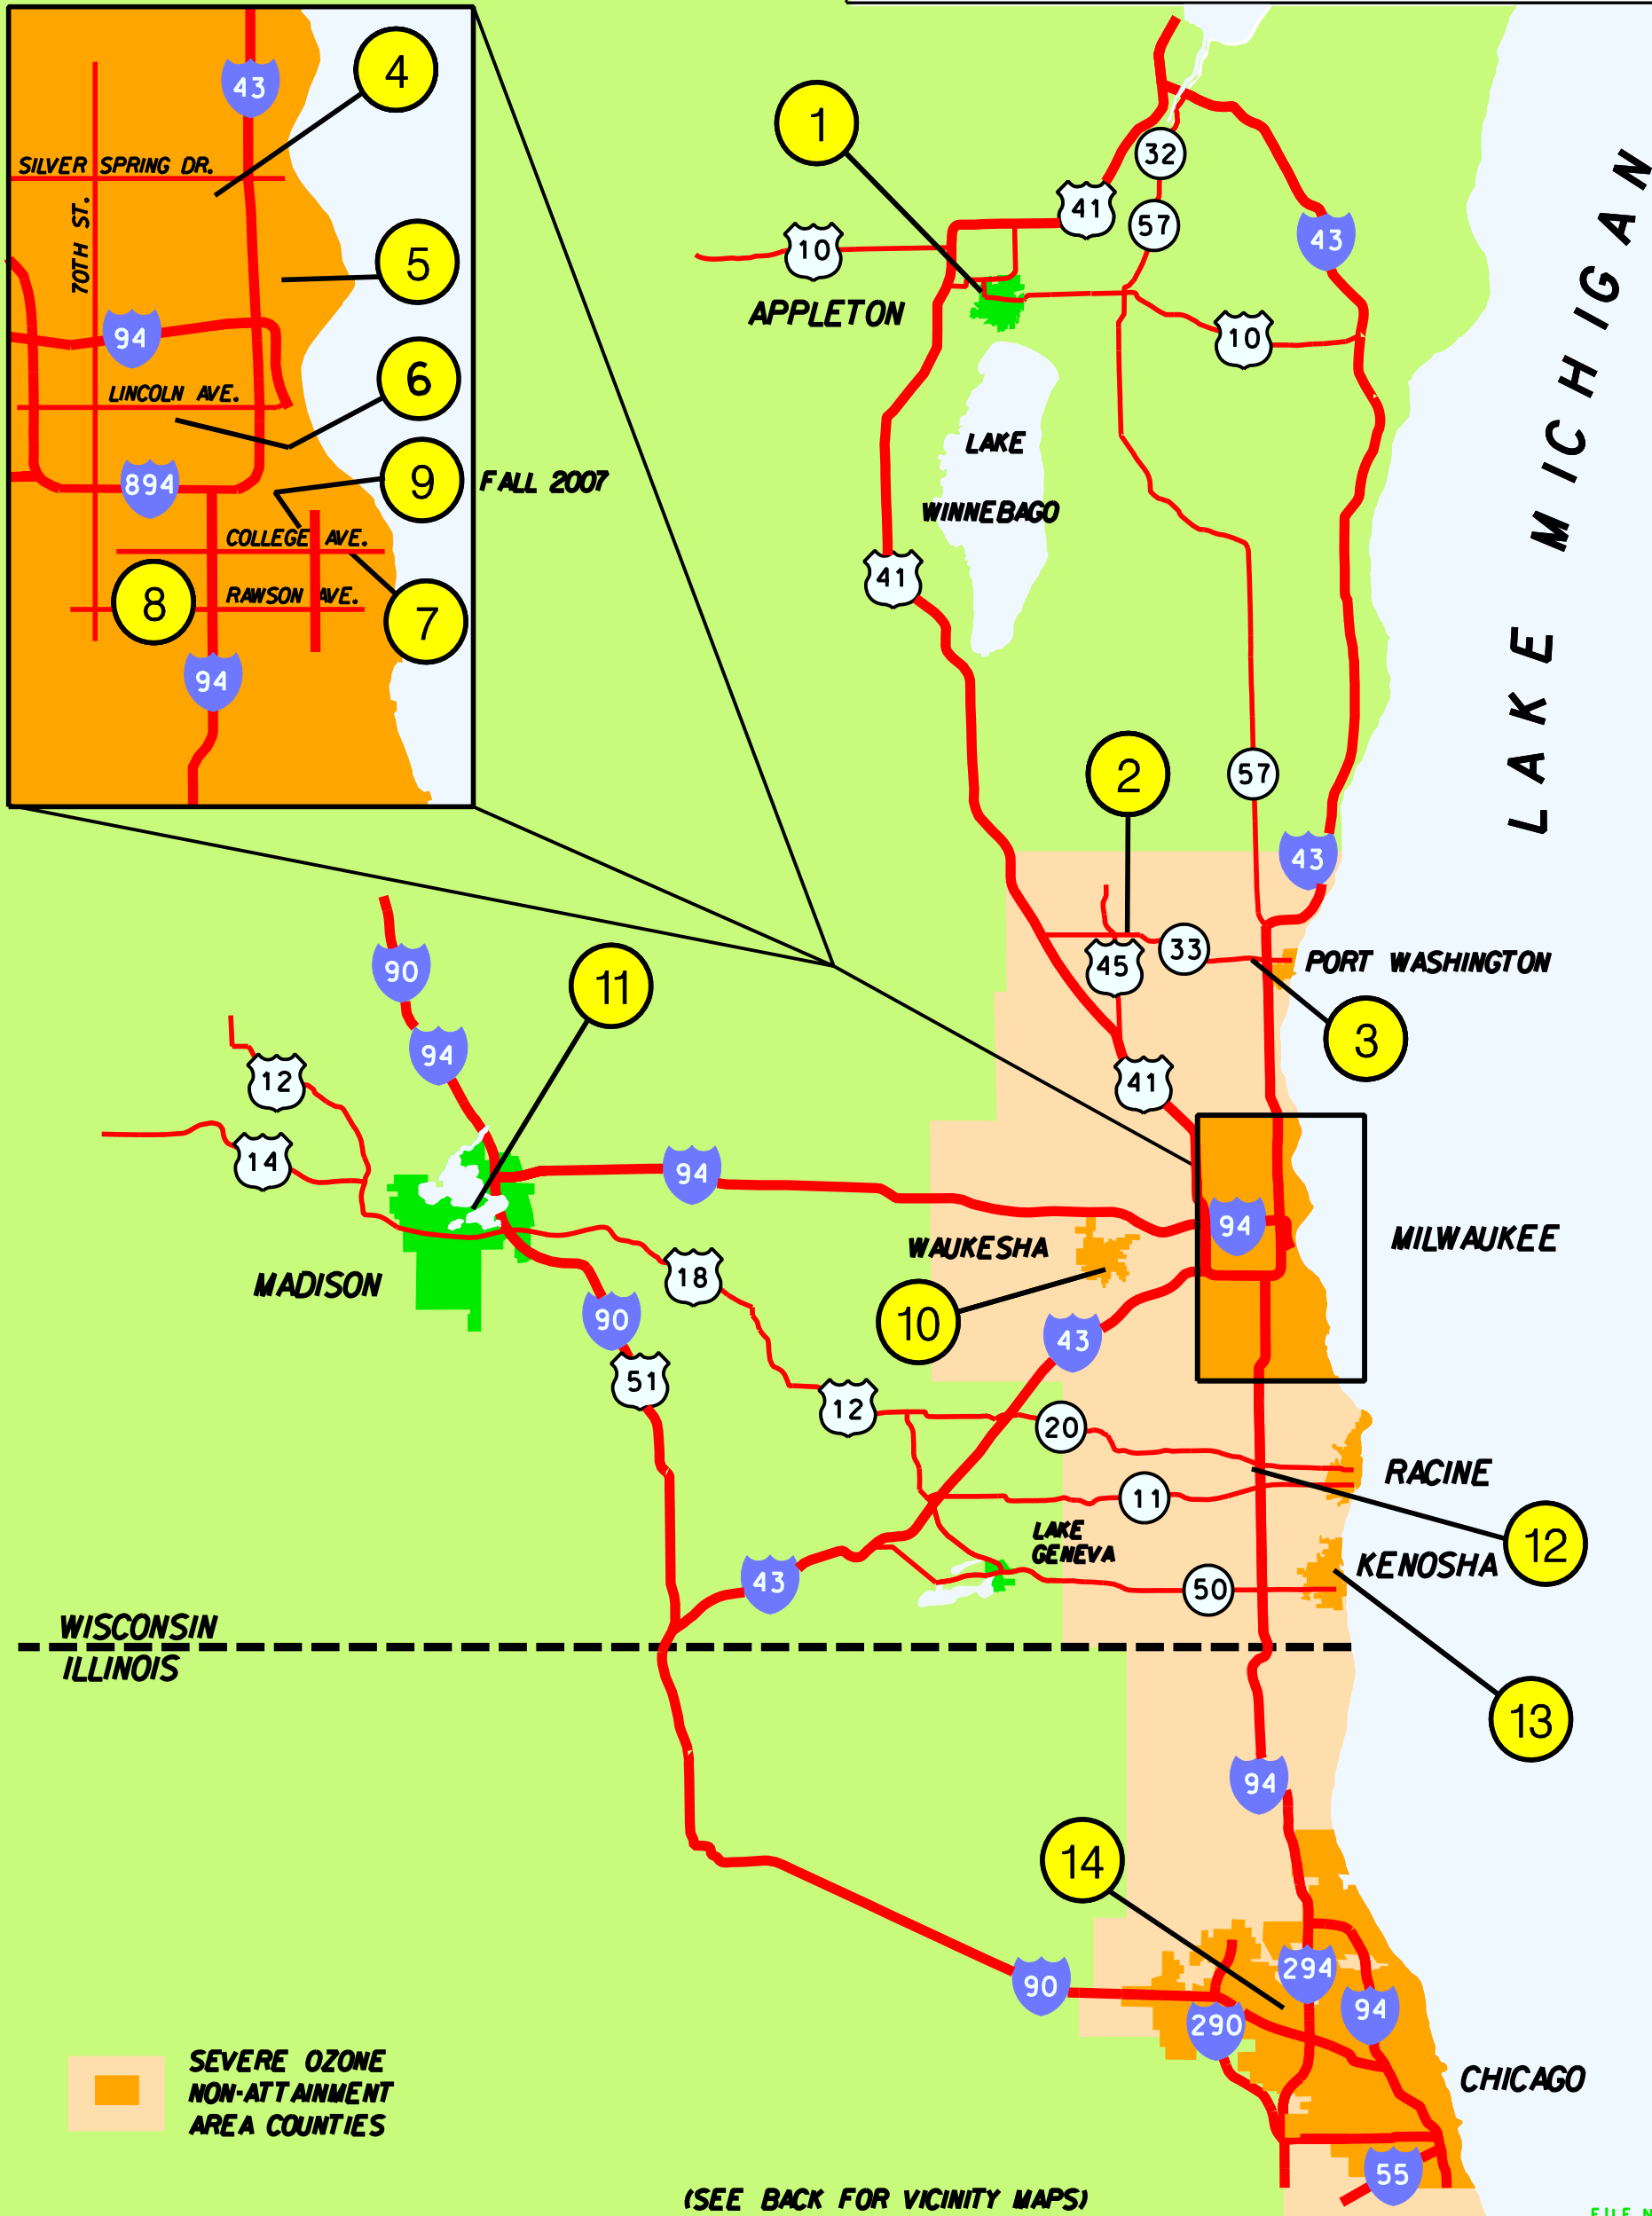 43
4
SILVER SPRING DR.
70TH ST.
5
94
LINCOLN AVE.
6
9
FALL 2007
894
COLLEGE AVE.
8
RAWSON AVE.
7
94
1
32
41
57
10
43
APPLETON
10
LAKE MICHIGAN
LAKE
WINNEBAGO
41
2
57
43
33
45
PORT WASHINGTON
3
41
90
11
94
12
14
94
94
WAUKESHA
MILWAUKEE
MADISON
18
10
90
43
51
12
20
RACINE
11
LAKE
GENEVA
12
KENOSHA
43
50
WISCONSIN
ILLINOIS
13
94
14
294
90
94
290
SEVERE OZONE
NON-ATTAINMENT
AREA COUNTIES
CHICAGO
55
(SEE BACK FOR VICINITY MAPS)